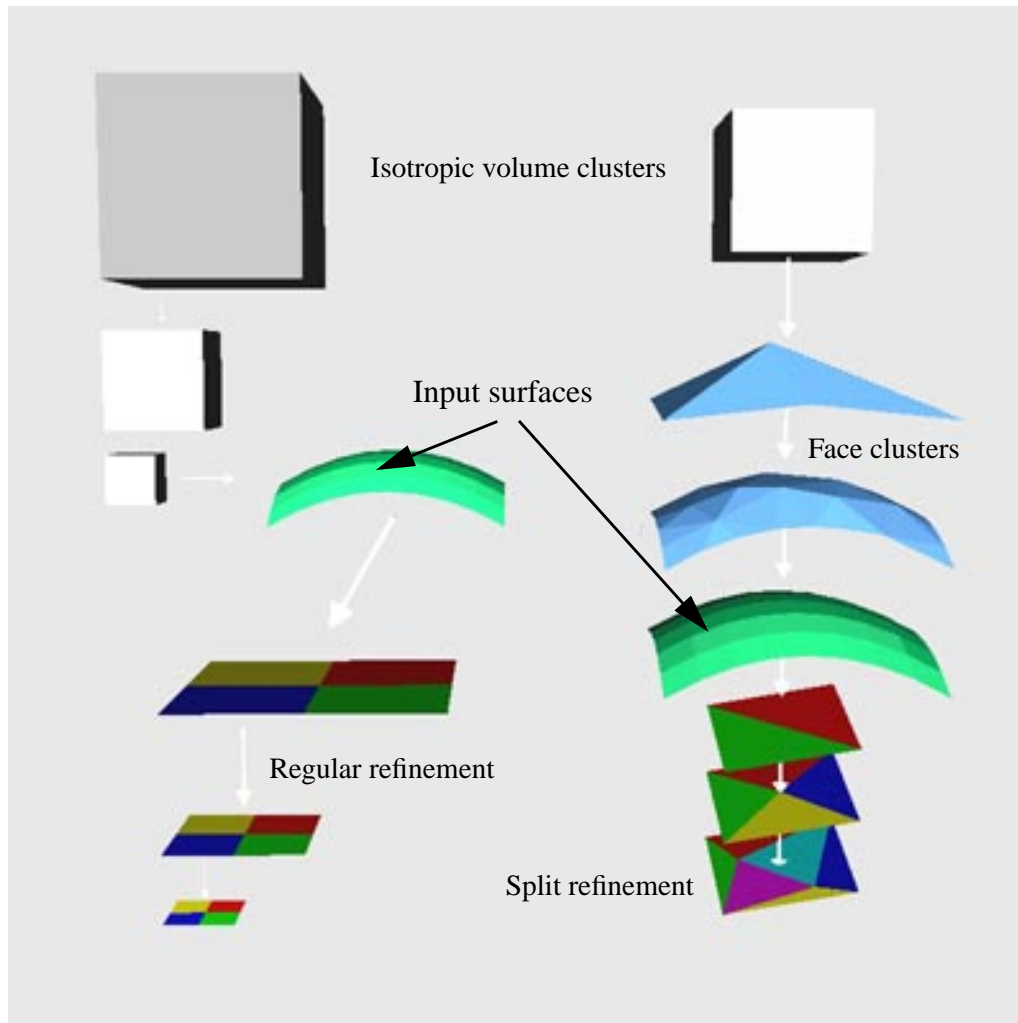 Isotropic volume clusters
Input surfaces
Face clusters
Regular refinement
Split refinement